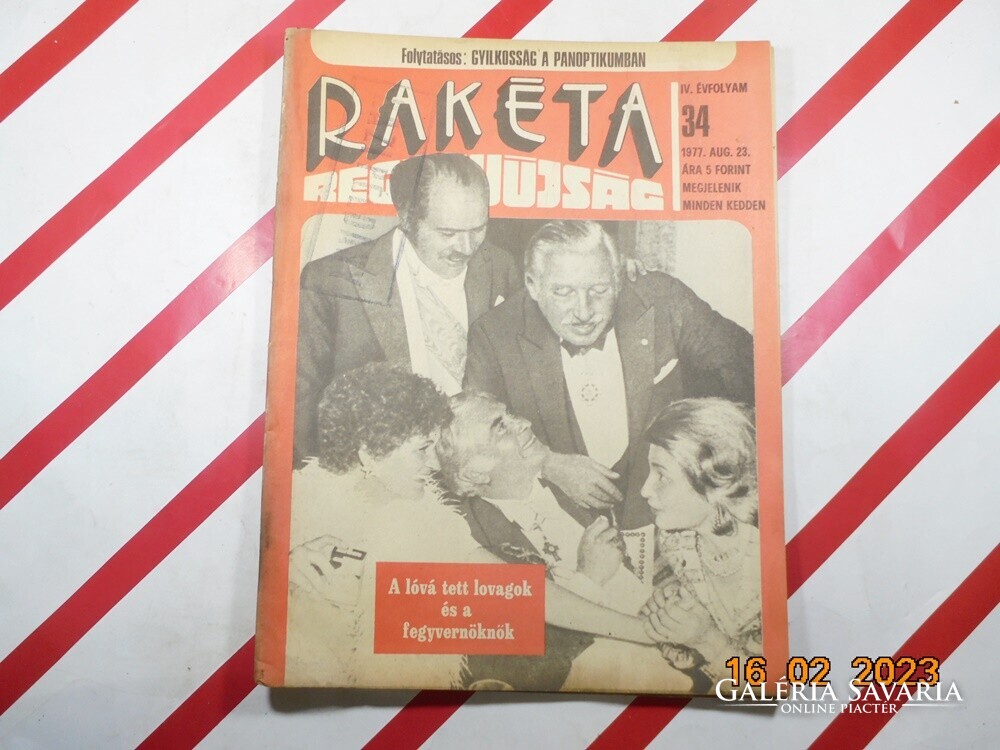 Folytatásos: GYILKOSSÁG A PANOPTIKUMBAN
RAKÉTA
IV. ÉVFOLYAM
34
1977. AUG. 23.
ÁRA 5 FORINT
MEGJELENIK
MINDEN KEDDEN
A lóvá tett lovagok
és a
fegyvernöknök
16 02 2023
GALÉRIA SAVARIA
ONLINE PIACTÉR